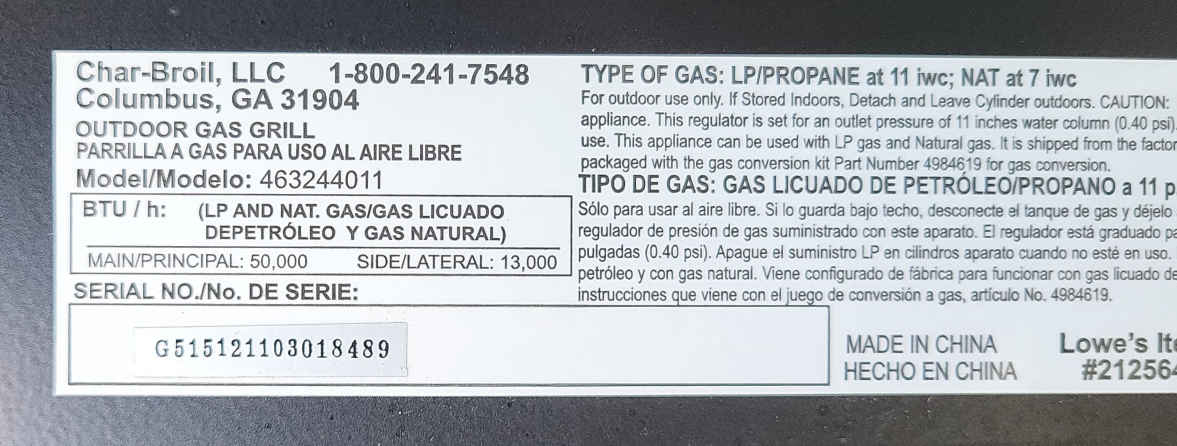 Char-Broil, LLC 1-800-241-7548
Columbus, GA 31904
OUTDOOR GAS GRILL
PARRILLA A GAS PARA USO AL AIRE LIBRE
Model/Modelo: 463244011
BTU / h: (LP AND NAT. GAS/GAS LICUADO
DEPETRÓLEO Y GAS NATURAL)
MAIN/PRINCIPAL: 50,000 SIDE/LATERAL: 13,000
SERIAL NO./No. DE SERIE:
G515121103018489
TYPE OF GAS: LP/PROPANE at 11 iwc; NAT at 7 iwc
For outdoor use only. If Stored Indoors, Detach and Leave Cylinder outdoors. CAUTION:
appliance. This regulator is set for an outlet pressure of 11 inches water column (0.40 psi).
use. This appliance can be used with LP gas and Natural gas. It is shipped from the factor
packaged with the gas conversion kit Part Number 4984619 for gas conversion.
TIPO DE GAS: GAS LICUADO DE PETRÓLEO/PROPANO a 11 p
Sólo para usar al aire libre. Si lo guarda bajo techo, desconecte el tanque de gas y déjelo
regulador de presión de gas suministrado con este aparato. El regulador está graduado pa
pulgadas (0.40 psi). Apague el suministro LP en cilindros aparato cuando no esté en uso.
petróleo y con gas natural. Viene configurado de fábrica para funcionar con gas licuado de
instrucciones que viene con el juego de conversión a gas, artículo No. 4984619.
MADE IN CHINA
HECHO EN CHINA
Lowe's Ite
#212564